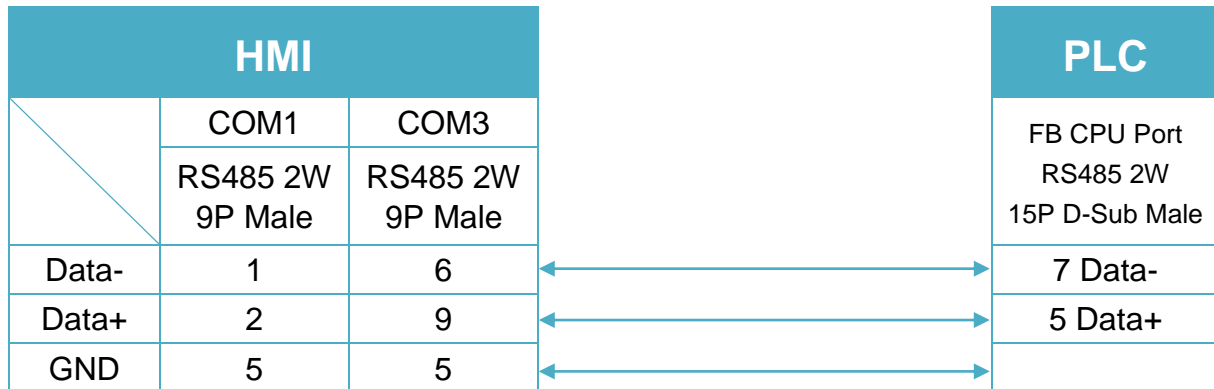 HMI
PLC
COM1
COM3
FB CPU Port
RS485 2W
15P D-Sub Male
RS485 2W
9P Male
RS485 2W
9P Male
Data-
1
6
7 Data-
Data+
2
9
5 Data+
GND
5
5